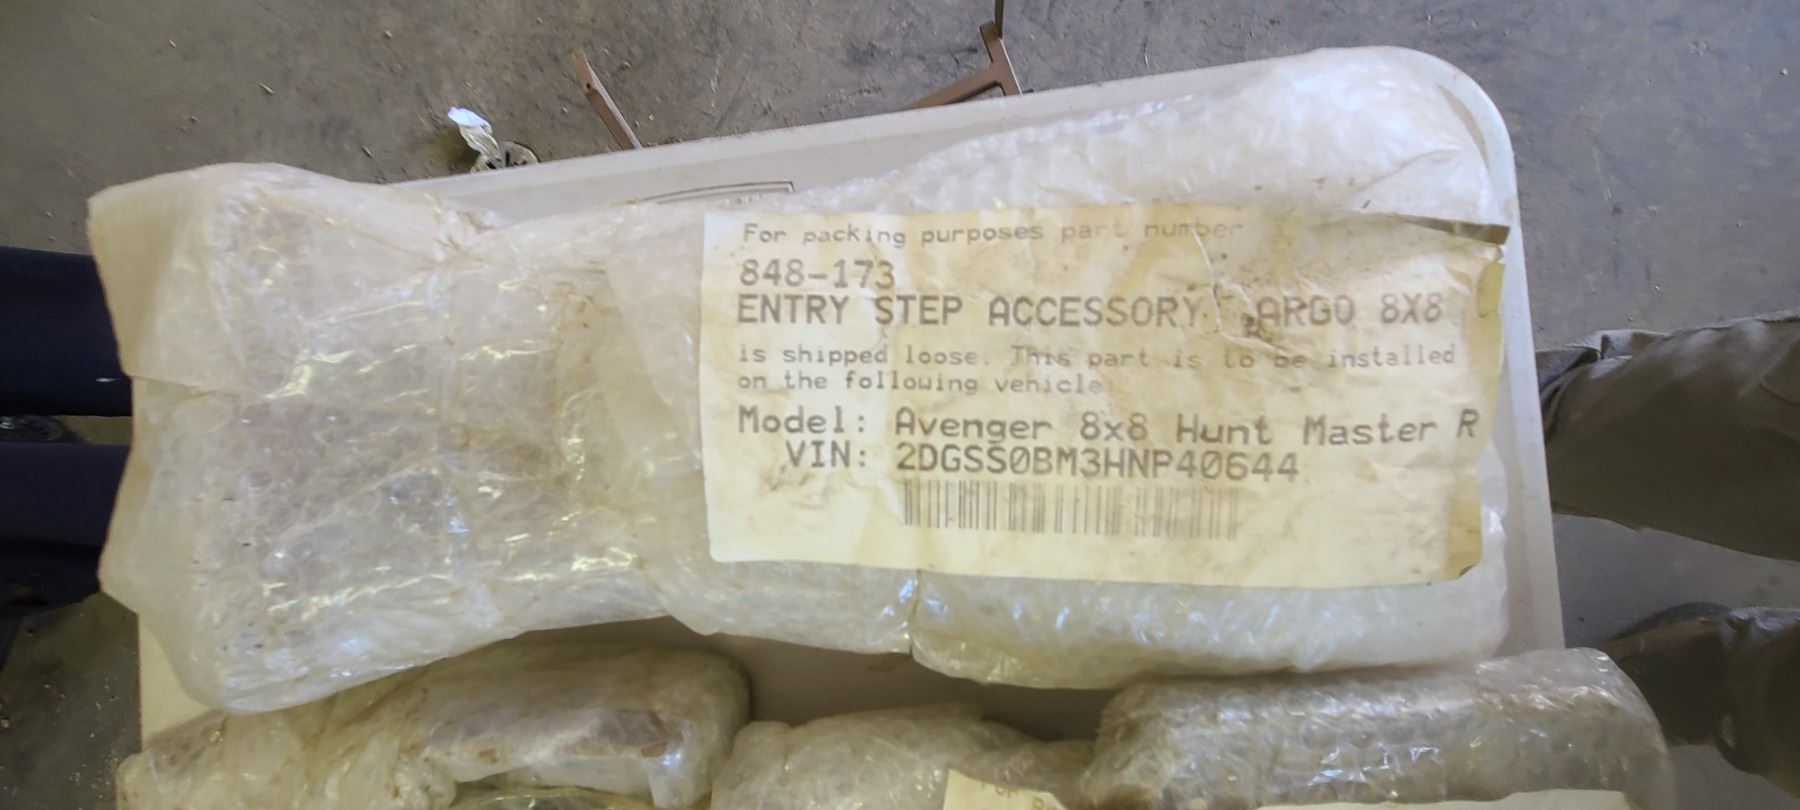 For packing purposes part number
848-173
ENTRY STEP ACCESSORY ARGO 8X8
is shipped loose. This part is to be installed
on the following vehicle
Model: Avenger 8x8 Hunt Master R
VIN: 2DGSS0BM3HNP40644